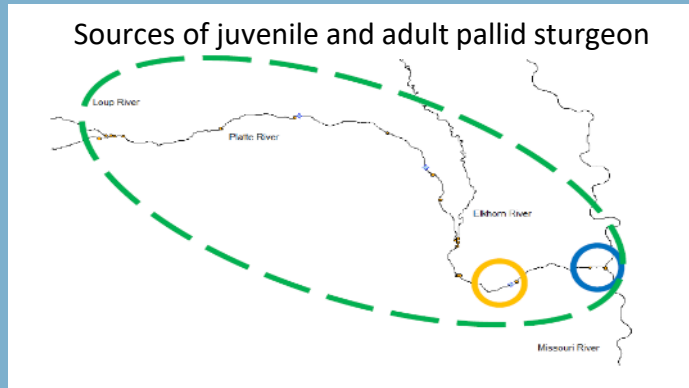 Sources of juvenile and adult pallid sturgeon
Loup River
Platte River
Elkhorn River
Missouri River